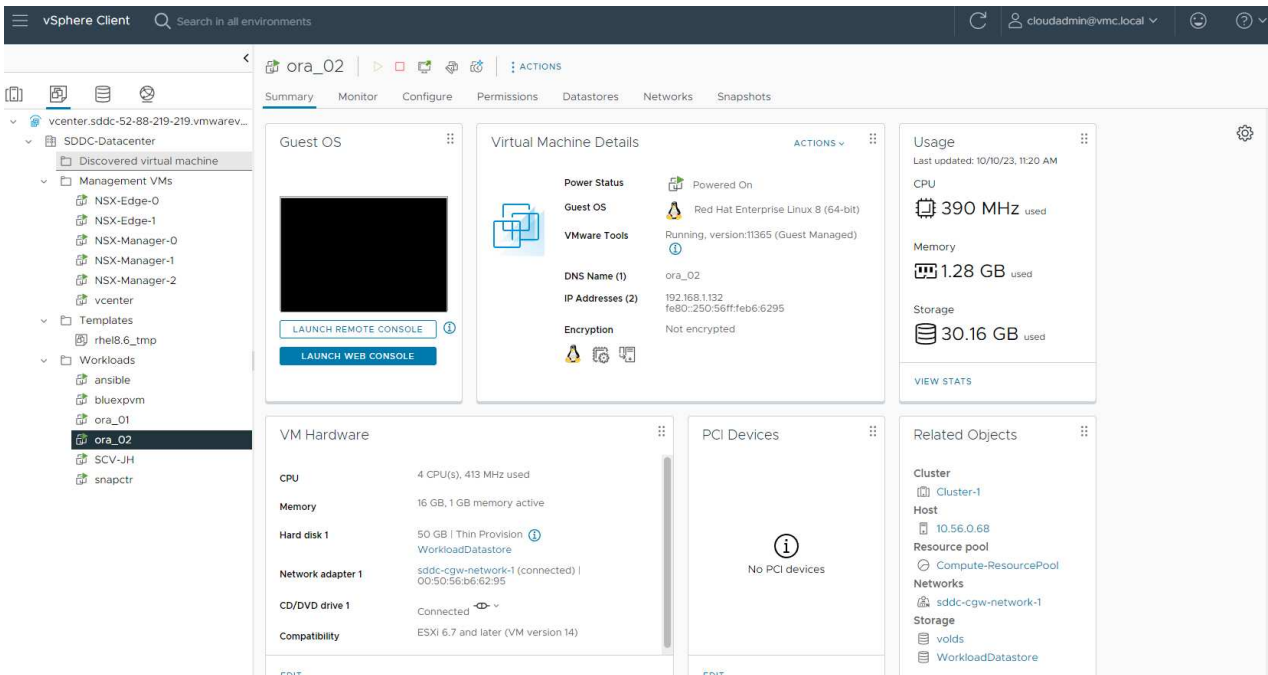 vSphere Client
Search in all environments
cloudadmin@vmc.local
vcenter.sddc-52-88-219-219.vmwarev...
SDDC-Datacenter
Discovered virtual machine
Management VMs
NSX-Edge-0
NSX-Edge-1
NSX-Manager-0
NSX-Manager-1
NSX-Manager-2
vcenter
Templates
rhel8.6_tmp
Workloads
ansible
bluexpvm
ora_01
ora_02
SCV-JH
snapctr
ora_02
ACTIONS
Summary Monitor Configure Permissions Datastores Networks Snapshots
Guest OS
LAUNCH REMOTE CONSOLE
LAUNCH WEB CONSOLE
Virtual Machine Details
ACTIONS
Power Status Powered On
Guest OS Red Hat Enterprise Linux 8 (64-bit)
VMware Tools Running, version:11365 (Guest Managed)
DNS Name (1) ora_02
IP Addresses (2) 192.168.1.132
fe80::250:56ff:feb6:6295
Encryption Not encrypted
Usage
Last updated: 10/10/23, 11:20 AM
CPU
390 MHz used
Memory
1.28 GB used
Storage
30.16 GB used
VIEW STATS
VM Hardware
CPU 4 CPU(s), 413 MHz used
Memory 16 GB, 1 GB memory active
Hard disk 1 50 GB | Thin Provision
WorkloadDatastore
Network adapter 1 sddc-cgw-network-1 (connected) |
00:50:56:b6:62:95
CD/DVD drive 1 Connected
Compatibility ESXi 6.7 and later (VM version 14)
EDIT
PCI Devices
No PCI devices
EDIT
Related Objects
Cluster
Cluster-1
Host
10.56.0.68
Resource pool
Compute-ResourcePool
Networks
sddc-cgw-network-1
Storage
volds
WorkloadDatastore